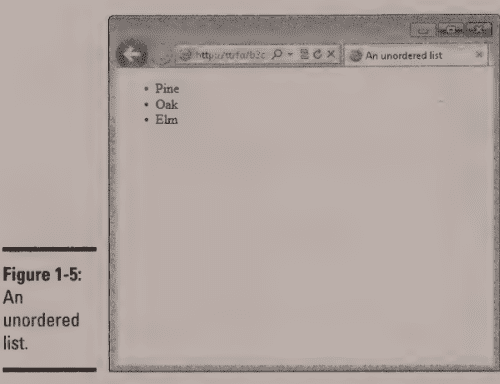 An unordered list
• Pine
• Oak
• Elm
Figure 1-5:
An
unordered
list.